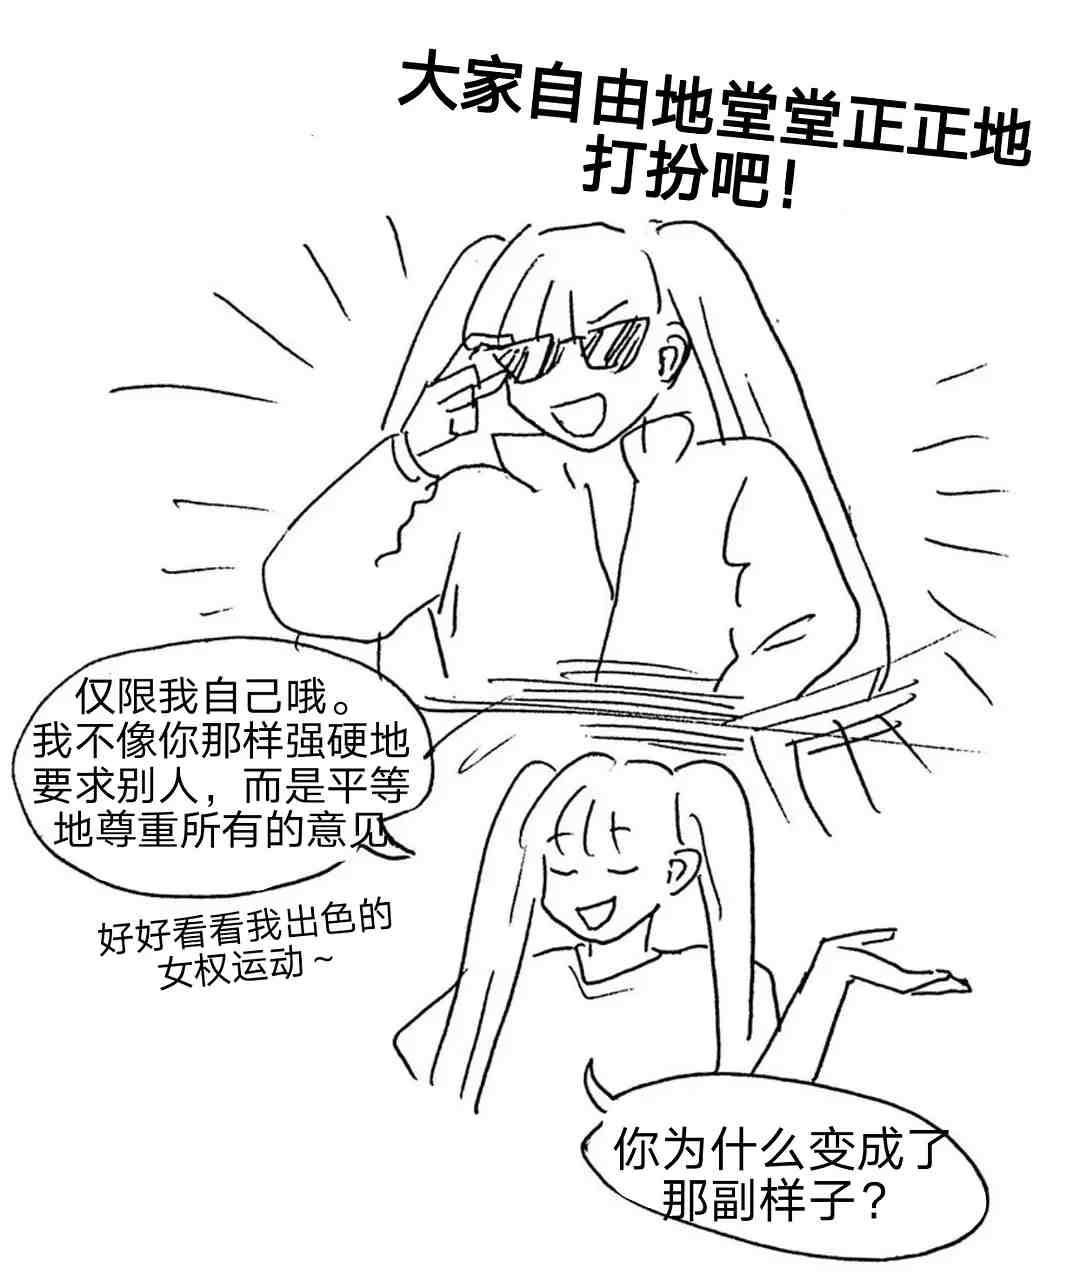 大家自由地堂堂正正地
打扮吧！
仅限我自己哦。
我不像你那样强硬地
要求别人，而是平等
地尊重所有的意见
好好看看我出色的
女权运动～
你为什么变成了
那副样子？